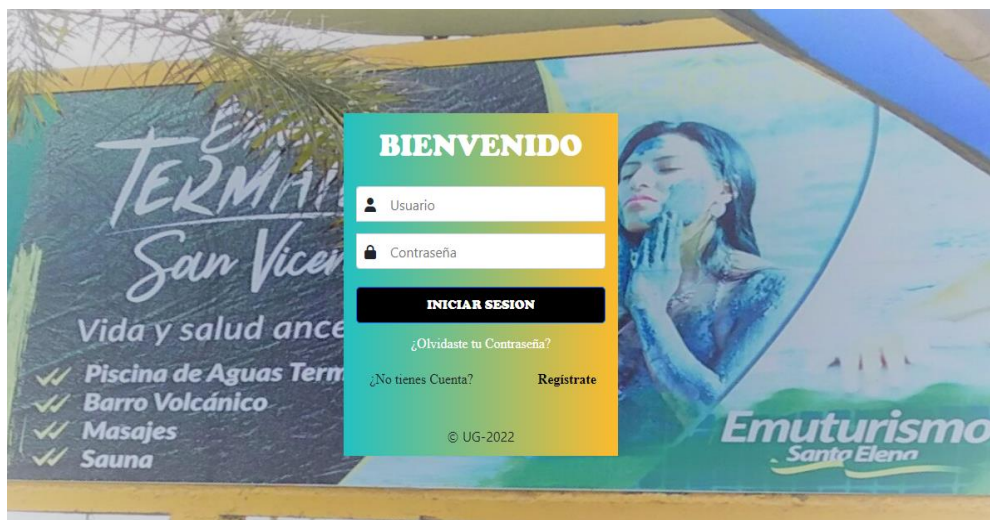 TERMA
San Vicen
Vida y salud ance
Piscina de Aguas Term
Barro Volcánico
Masajes
Sauna
BIENVENIDO
Usuario
Contraseña
INICIAR SESION
¿Olvidaste tu Contraseña?
¿No tienes Cuenta? Regístrate
© UG-2022
Emuturismo
Santa Elena